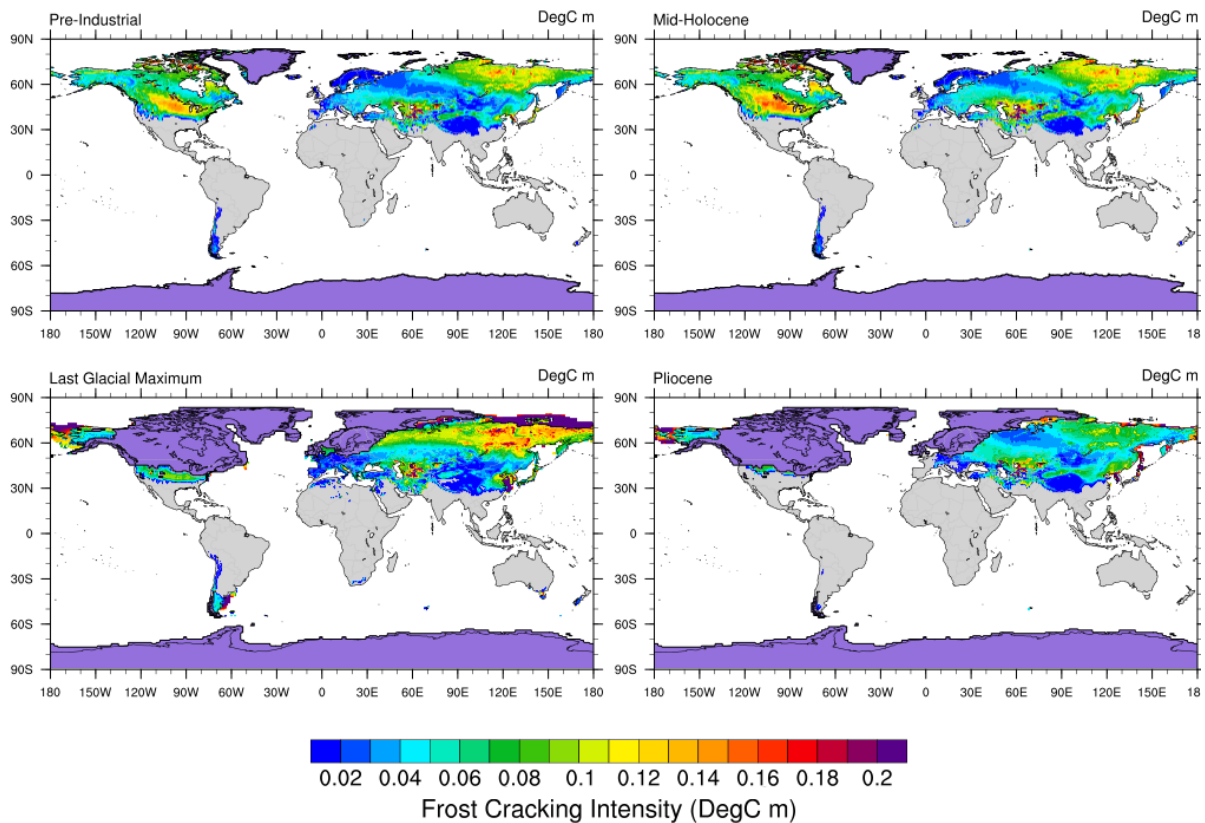 Pre-Industrial DegC m
90N
60N
30N
0
30S
60S
90S
180 150W 120W 90W 60W 30W 0 30E 60E 90E 120E 150E 180
Mid-Holocene DegC m
90N
60N
30N
0
30S
60S
90S
180 150W 120W 90W 60W 30W 0 30E 60E 90E 120E 150E 18
Last Glacial Maximum DegC m
90N
60N
30N
0
30S
60S
90S
180 150W 120W 90W 60W 30W 0 30E 60E 90E 120E 150E 180
Pliocene DegC m
90N
60N
30N
0
30S
60S
90S
180 150W 120W 90W 60W 30W 0 30E 60E 90E 120E 150E 18
0.02 0.04 0.06 0.08 0.1 0.12 0.14 0.16 0.18 0.2
Frost Cracking Intensity (DegC m)